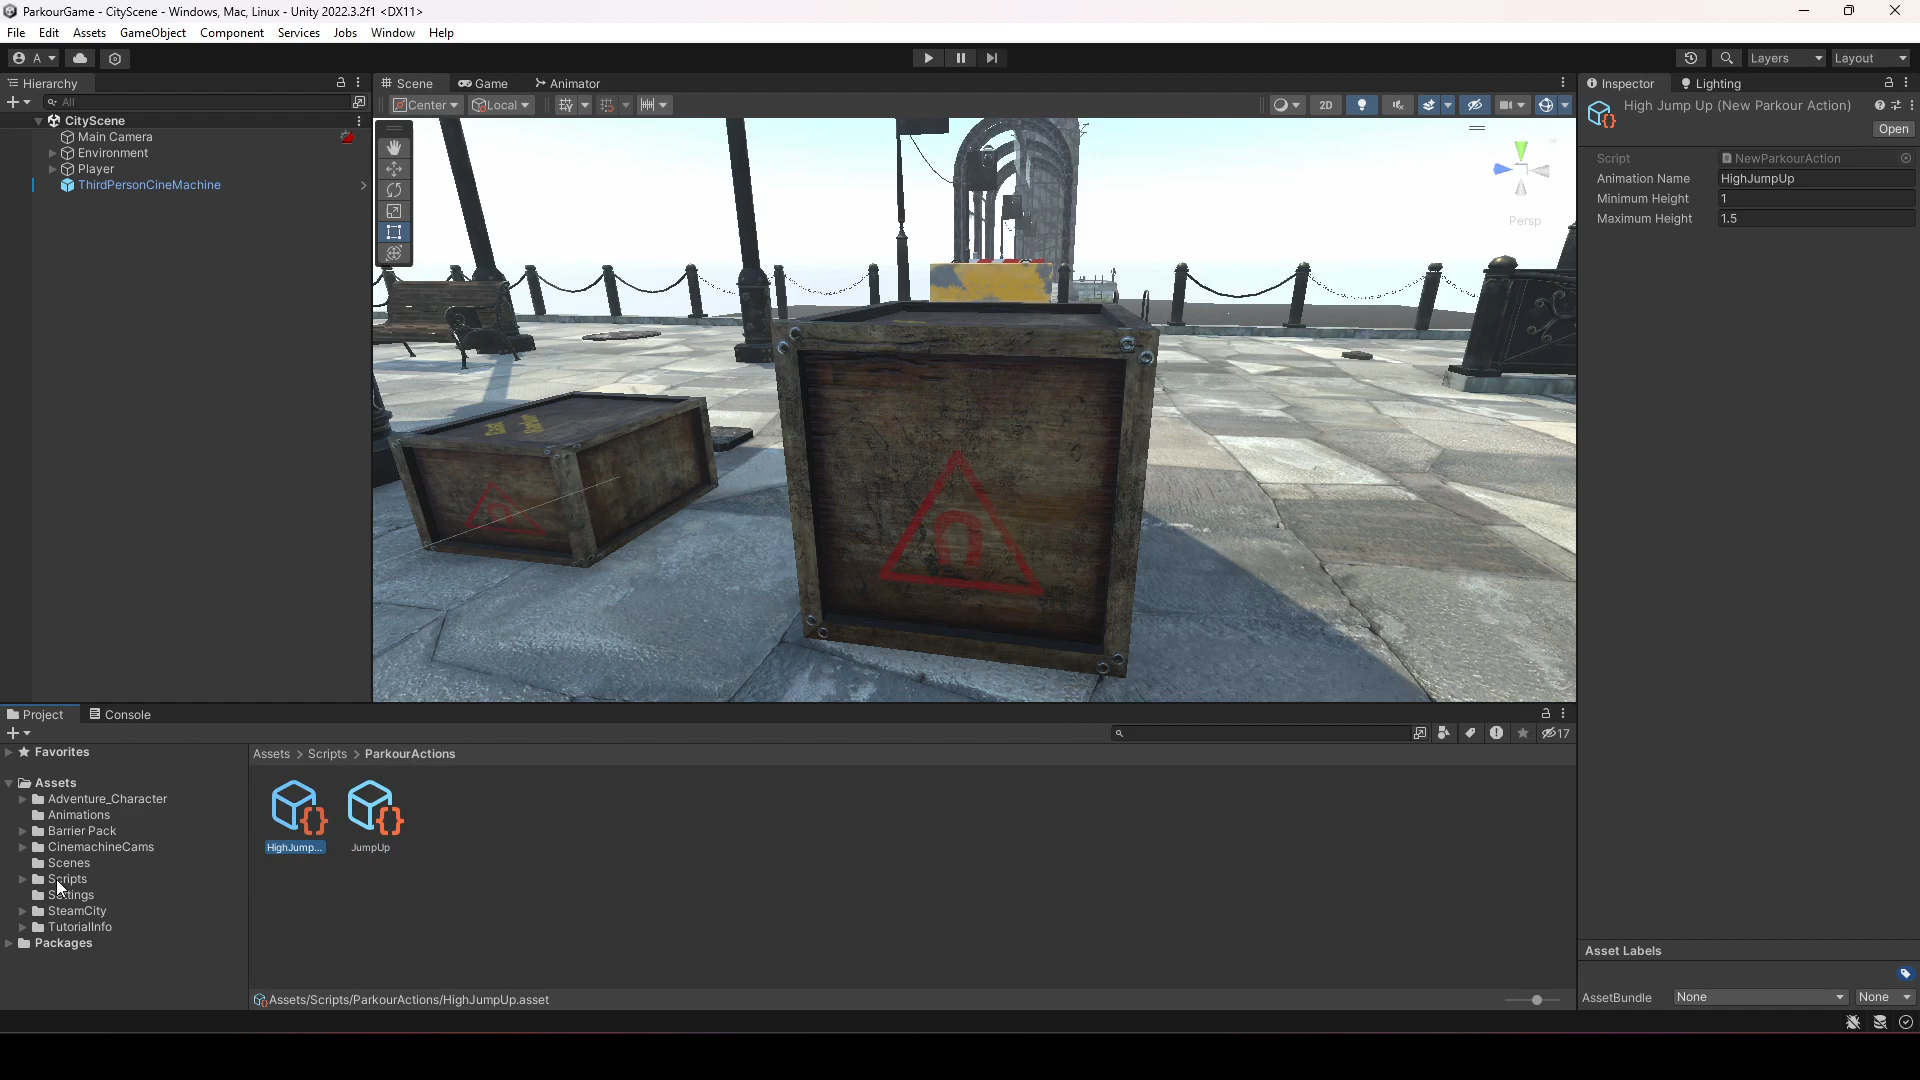 ParkourGame - CityScene - Windows, Mac, Linux - Unity 2022.3.2f1 <DX11>
File Edit Assets GameObject Component Services Jobs Window Help
A Layers Layout
Hierarchy
All
CityScene
Main Camera
Environment
Player
ThirdPersonCineMachine
Scene Game Animator
Center Local 2D
Persp
Inspector Lighting
High Jump Up (New Parkour Action)
Open
Script NewParkourAction
Animation Name HighJumpUp
Minimum Height 1
Maximum Height 1.5
Project Console
17
Favorites
Assets
Adventure_Character
Animations
Barrier Pack
CinemachineCams
Scenes
Scripts
Settings
SteamCity
TutorialInfo
Packages
Assets > Scripts > ParkourActions
HighJump... JumpUp
Assets/Scripts/ParkourActions/HighJumpUp.asset
Asset Labels
AssetBundle None None